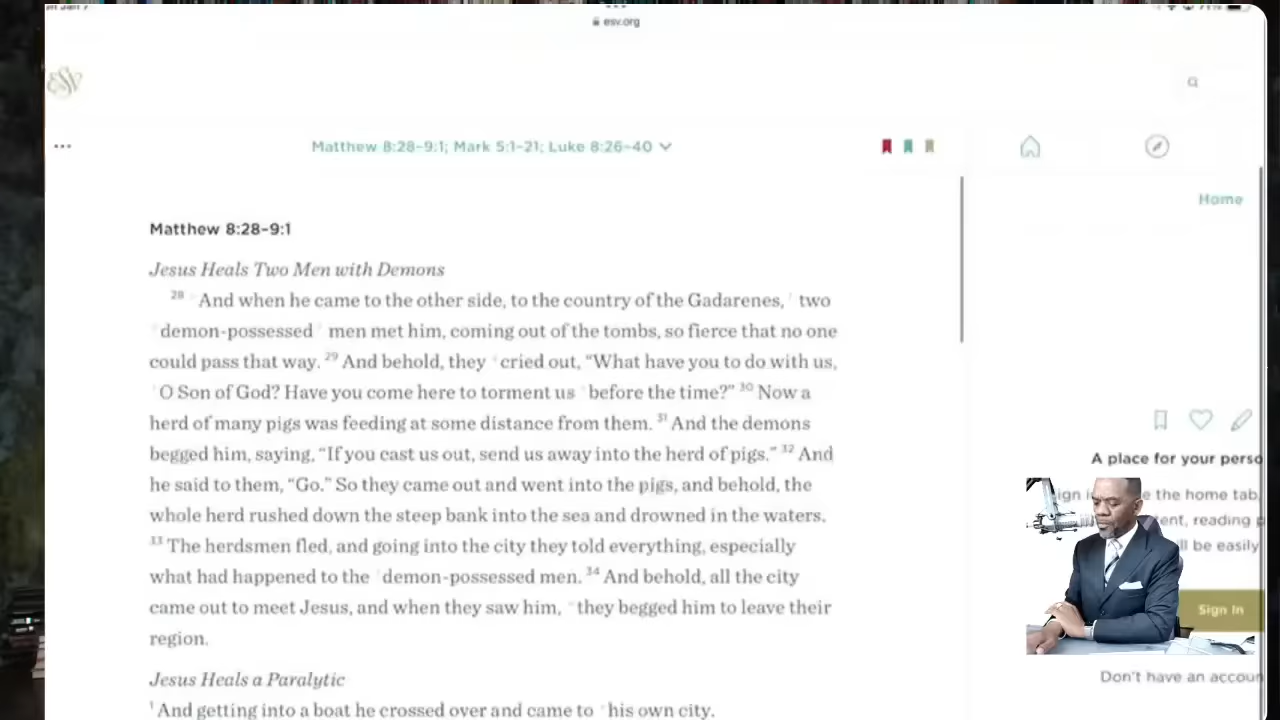 esv.org
ESV
Matthew 8:28–9:1; Mark 5:1–21; Luke 8:26–40
Home
Matthew 8:28–9:1
Jesus Heals Two Men with Demons
28 And when he came to the other side, to the country of the Gadarenes, two
demon-possessed men met him, coming out of the tombs, so fierce that no one
could pass that way. 29 And behold, they cried out, “What have you to do with us,
O Son of God? Have you come here to torment us before the time?” 30 Now a
herd of many pigs was feeding at some distance from them. 31 And the demons
begged him, saying, “If you cast us out, send us away into the herd of pigs.” 32 And
he said to them, “Go.” So they came out and went into the pigs, and behold, the
whole herd rushed down the steep bank into the sea and drowned in the waters.
33 The herdsmen fled, and going into the city they told everything, especially
what had happened to the demon-possessed men. 34 And behold, all the city
came out to meet Jesus, and when they saw him, they begged him to leave their
region.
Jesus Heals a Paralytic
1 And getting into a boat he crossed over and came to his own city.
A place for your perso
the home tab,
reading p
ll be easily
Sign In
Don't have an accoun